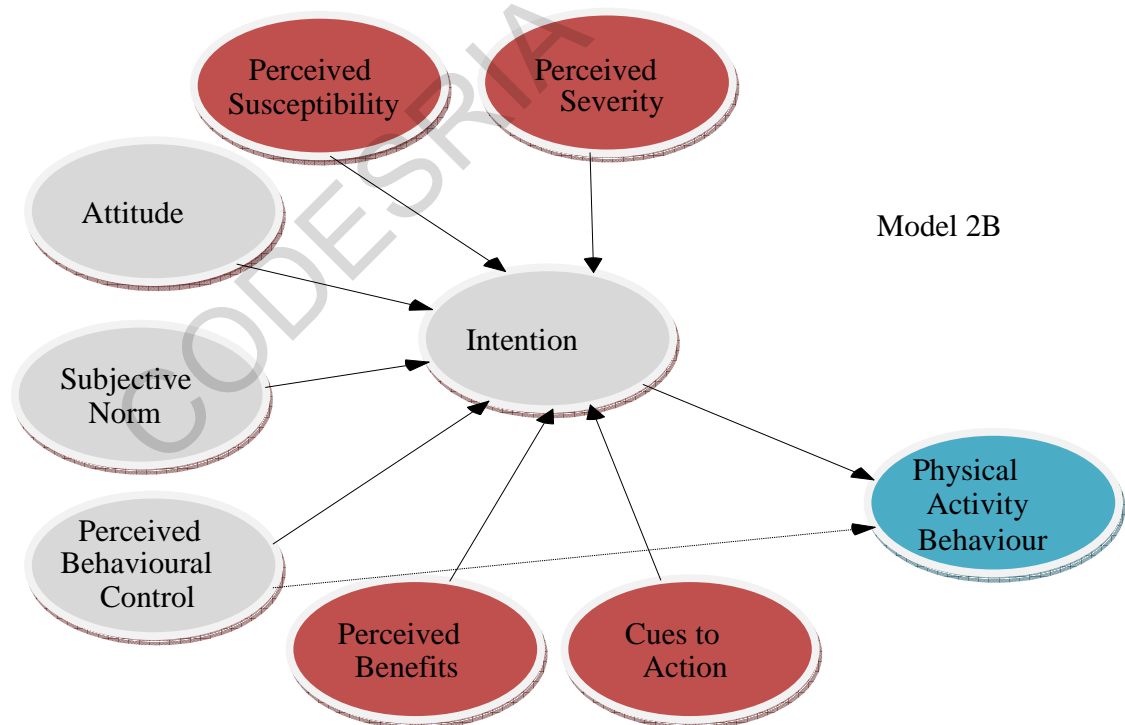 Perceived
Susceptibility
Perceived
Severity
Attitude
Model 2B
Intention
Subjective
Norm
Physical
Activity
Behaviour
Perceived
Behavioural
Control
Perceived
Benefits
Cues to
Action
CODESRIA